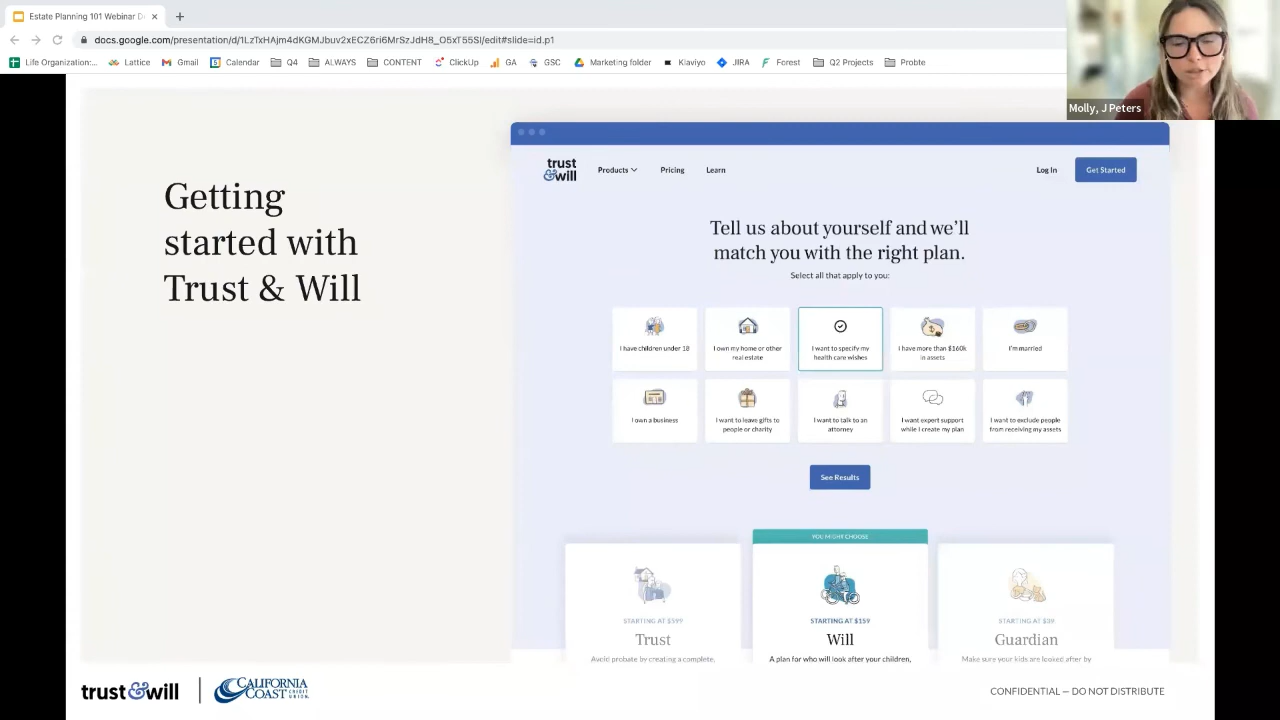 Estate Planning 101 Webinar D
docs.google.com/presentation/d/1LzTxHAjm4dKGMJbuv2xECZ6ri6MrSzJdH8_O5xT55SI/edit#slide=id.p1
Life Organization:... Lattice Gmail Calendar Q4 ALWAYS CONTENT ClickUp GA GSC Marketing folder Klaviyo JIRA Forest Q2 Projects Probte
Molly, J Peters
Getting
started with
Trust & Will
trust
&will
Products Pricing Learn Log In Get Started
Tell us about yourself and we'll
match you with the right plan.
Select all that apply to you:
I have children under 18
I own my home or other
real estate
I want to specify my
health care wishes
I have more than $160k
in assets
I'm married
I own a business
I want to leave gifts to
people or charity
I want to talk to an
attorney
I want expert support
while I create my plan
I want to exclude people
from receiving my assets
See Results
YOU MIGHT CHOOSE
STARTING AT $599
Trust
Avoid probate by creating a complete,
STARTING AT $159
Will
A plan for who will look after your children,
STARTING AT $39
Guardian
Make sure your kids are looked after by
trust&will
CALIFORNIA
COAST CREDIT
UNION
CONFIDENTIAL — DO NOT DISTRIBUTE